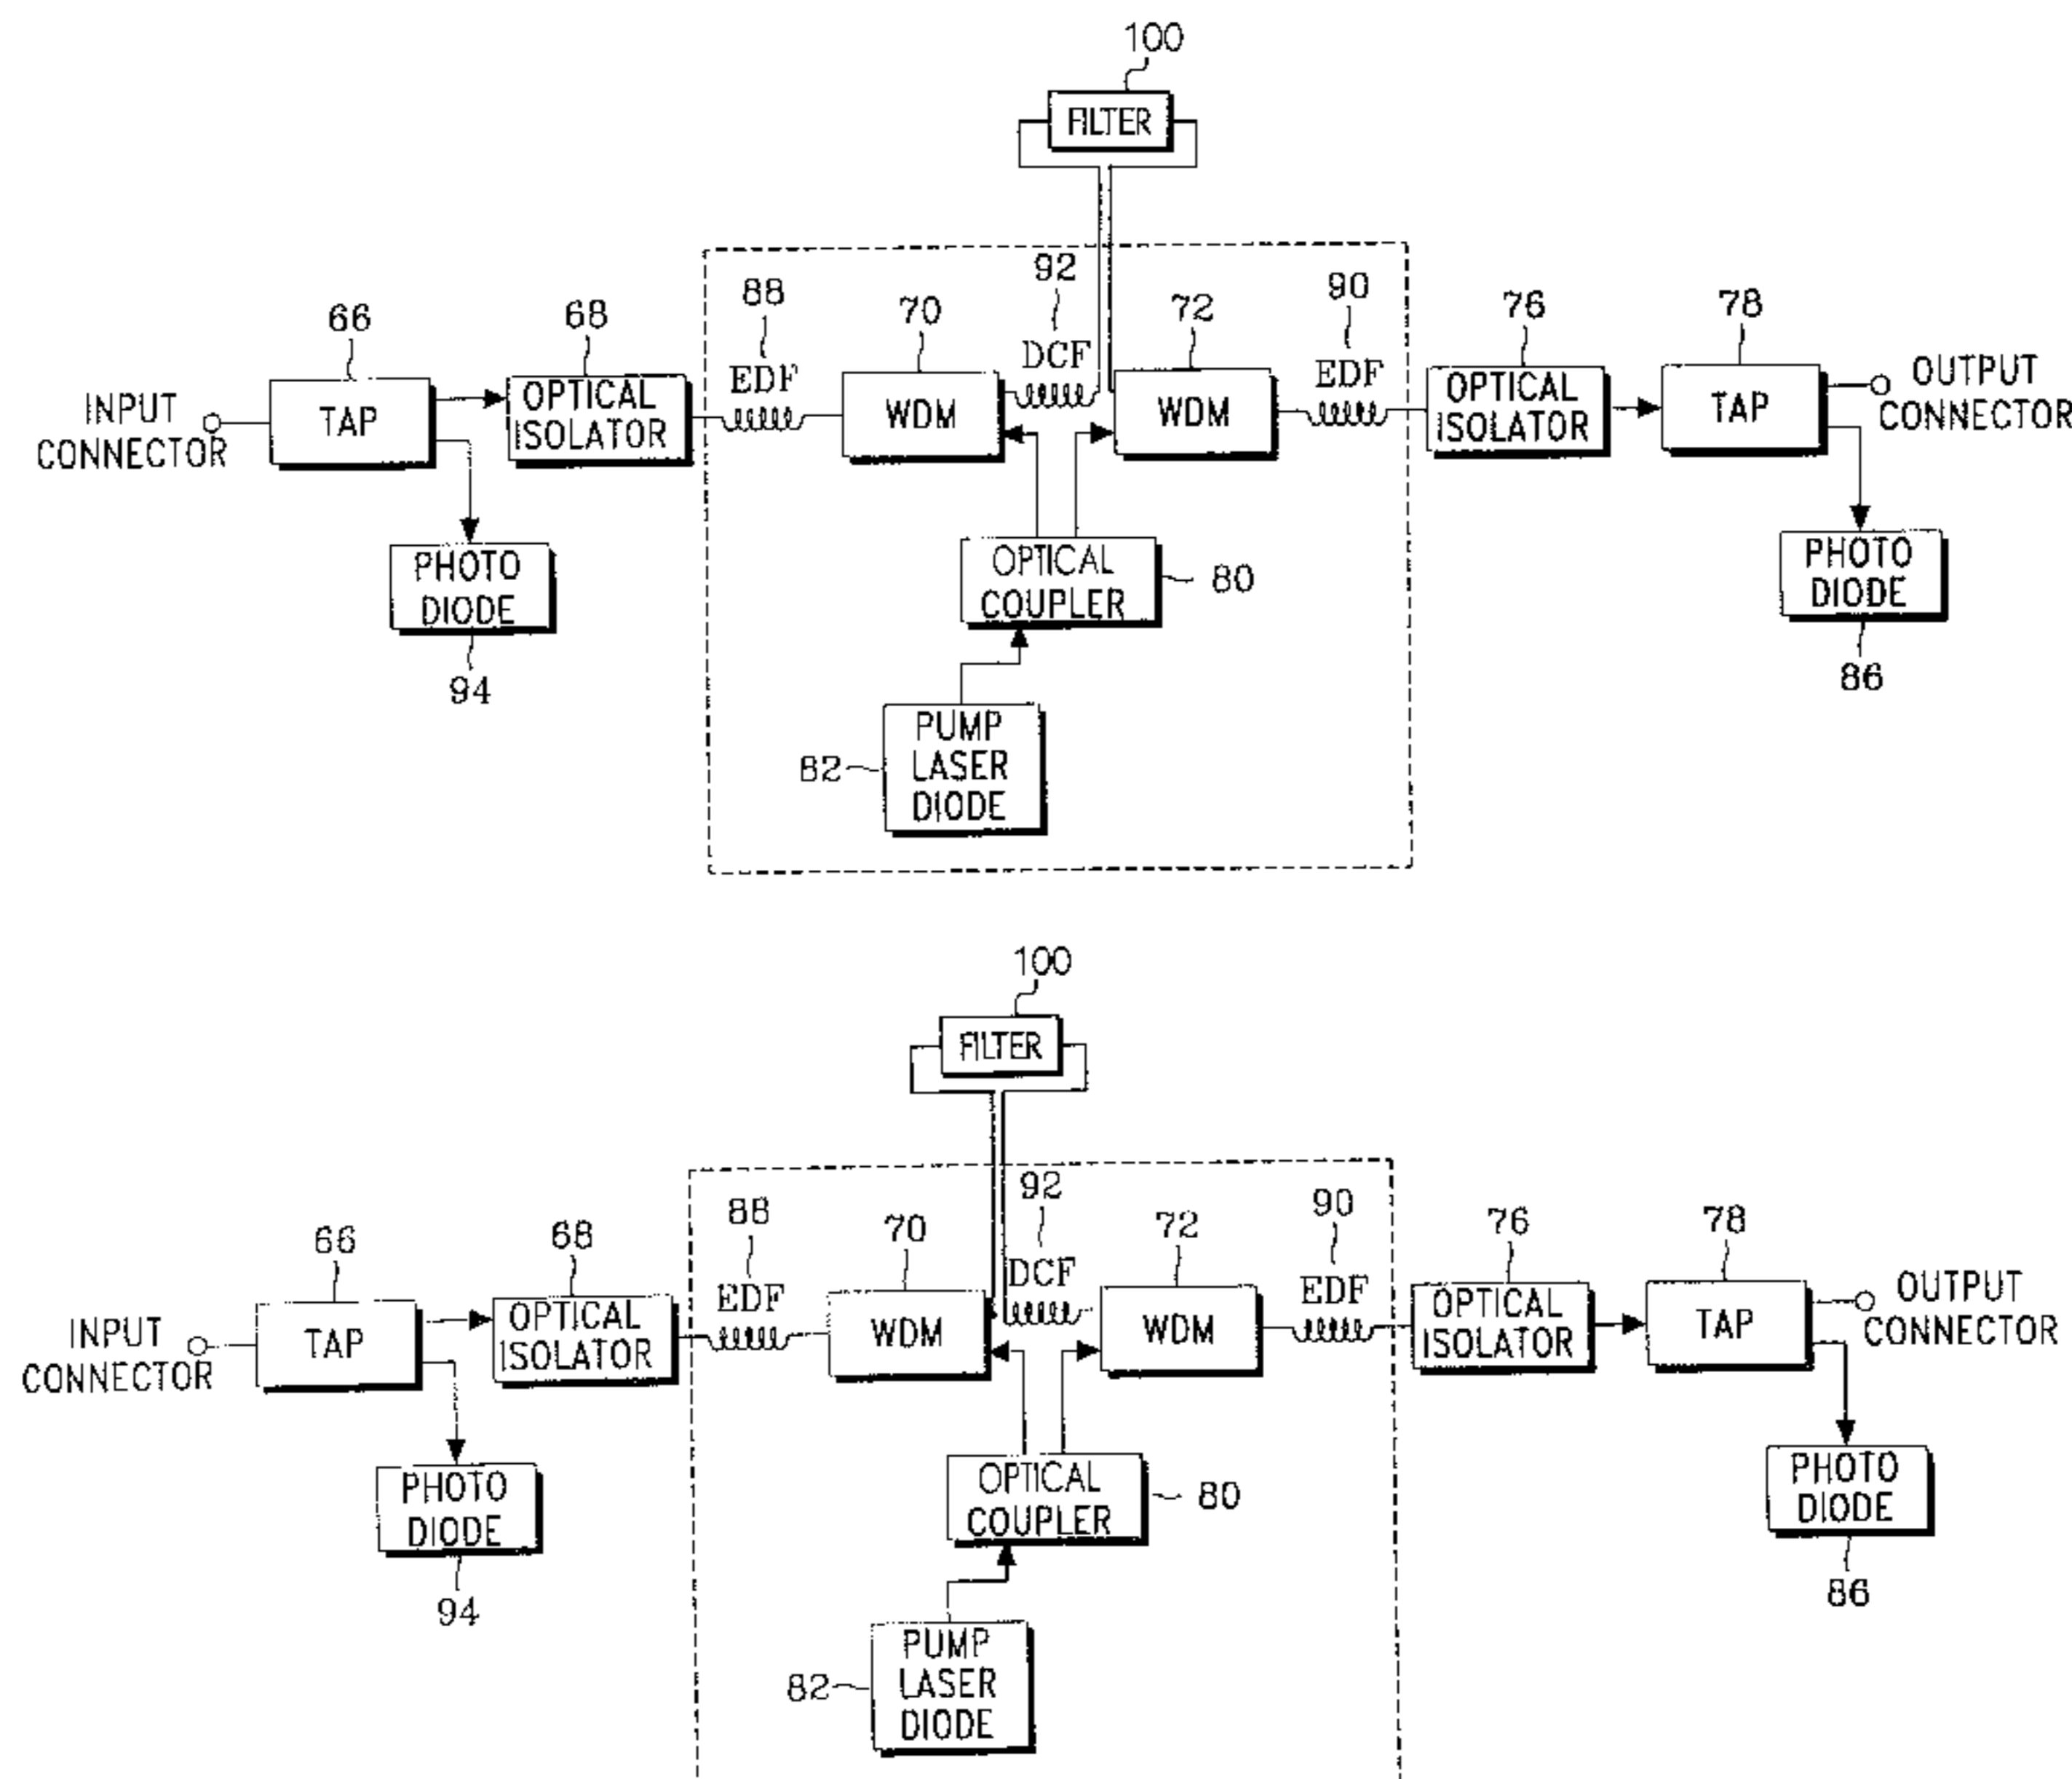 100
FILTER
92
88
90
70
72
76
78
66
68
DCF
EDF
EDF
INPUT
CONNECTOR
TAP
OPTICAL
ISOLATOR
WDM
WDM
OPTICAL
ISOLATOR
TAP
OUTPUT
CONNECTOR
PHOTO
DIODE
94
OPTICAL
COUPLER
80
PHOTO
DIODE
86
82
PUMP
LASER
DIODE
100
FILTER
92
88
90
70
72
76
78
66
68
DCF
EDF
EDF
INPUT
CONNECTOR
TAP
OPTICAL
ISOLATOR
WDM
WDM
OPTICAL
ISOLATOR
TAP
OUTPUT
CONNECTOR
PHOTO
DIODE
94
OPTICAL
COUPLER
80
PHOTO
DIODE
86
82
PUMP
LASER
DIODE